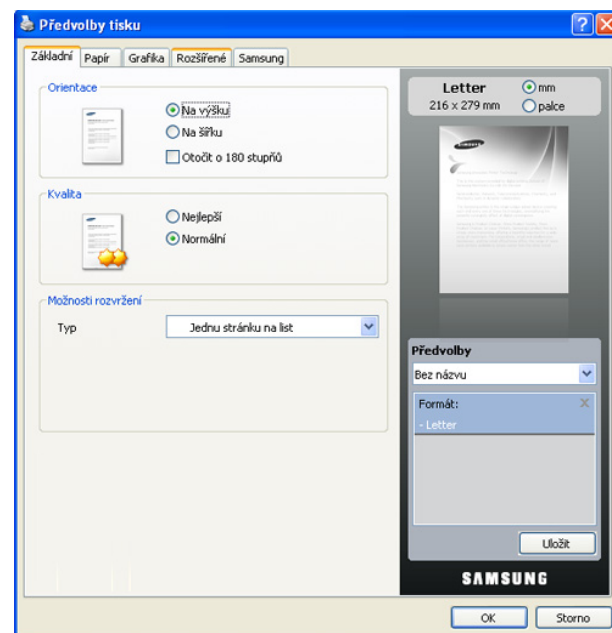 Předvolby tisku
Základní Papír Grafika Rozšířené Samsung
Orientace
Na výšku
Na šířku
Otočit o 180 stupňů
Kvalita
Nejlepší
Normální
Možnosti rozvržení
Typ Jednu stránku na list
Letter
216 x 279 mm
mm
palce
Předvolby
Bez názvu
Formát:
- Letter
Uložit
SAMSUNG
OK Storno